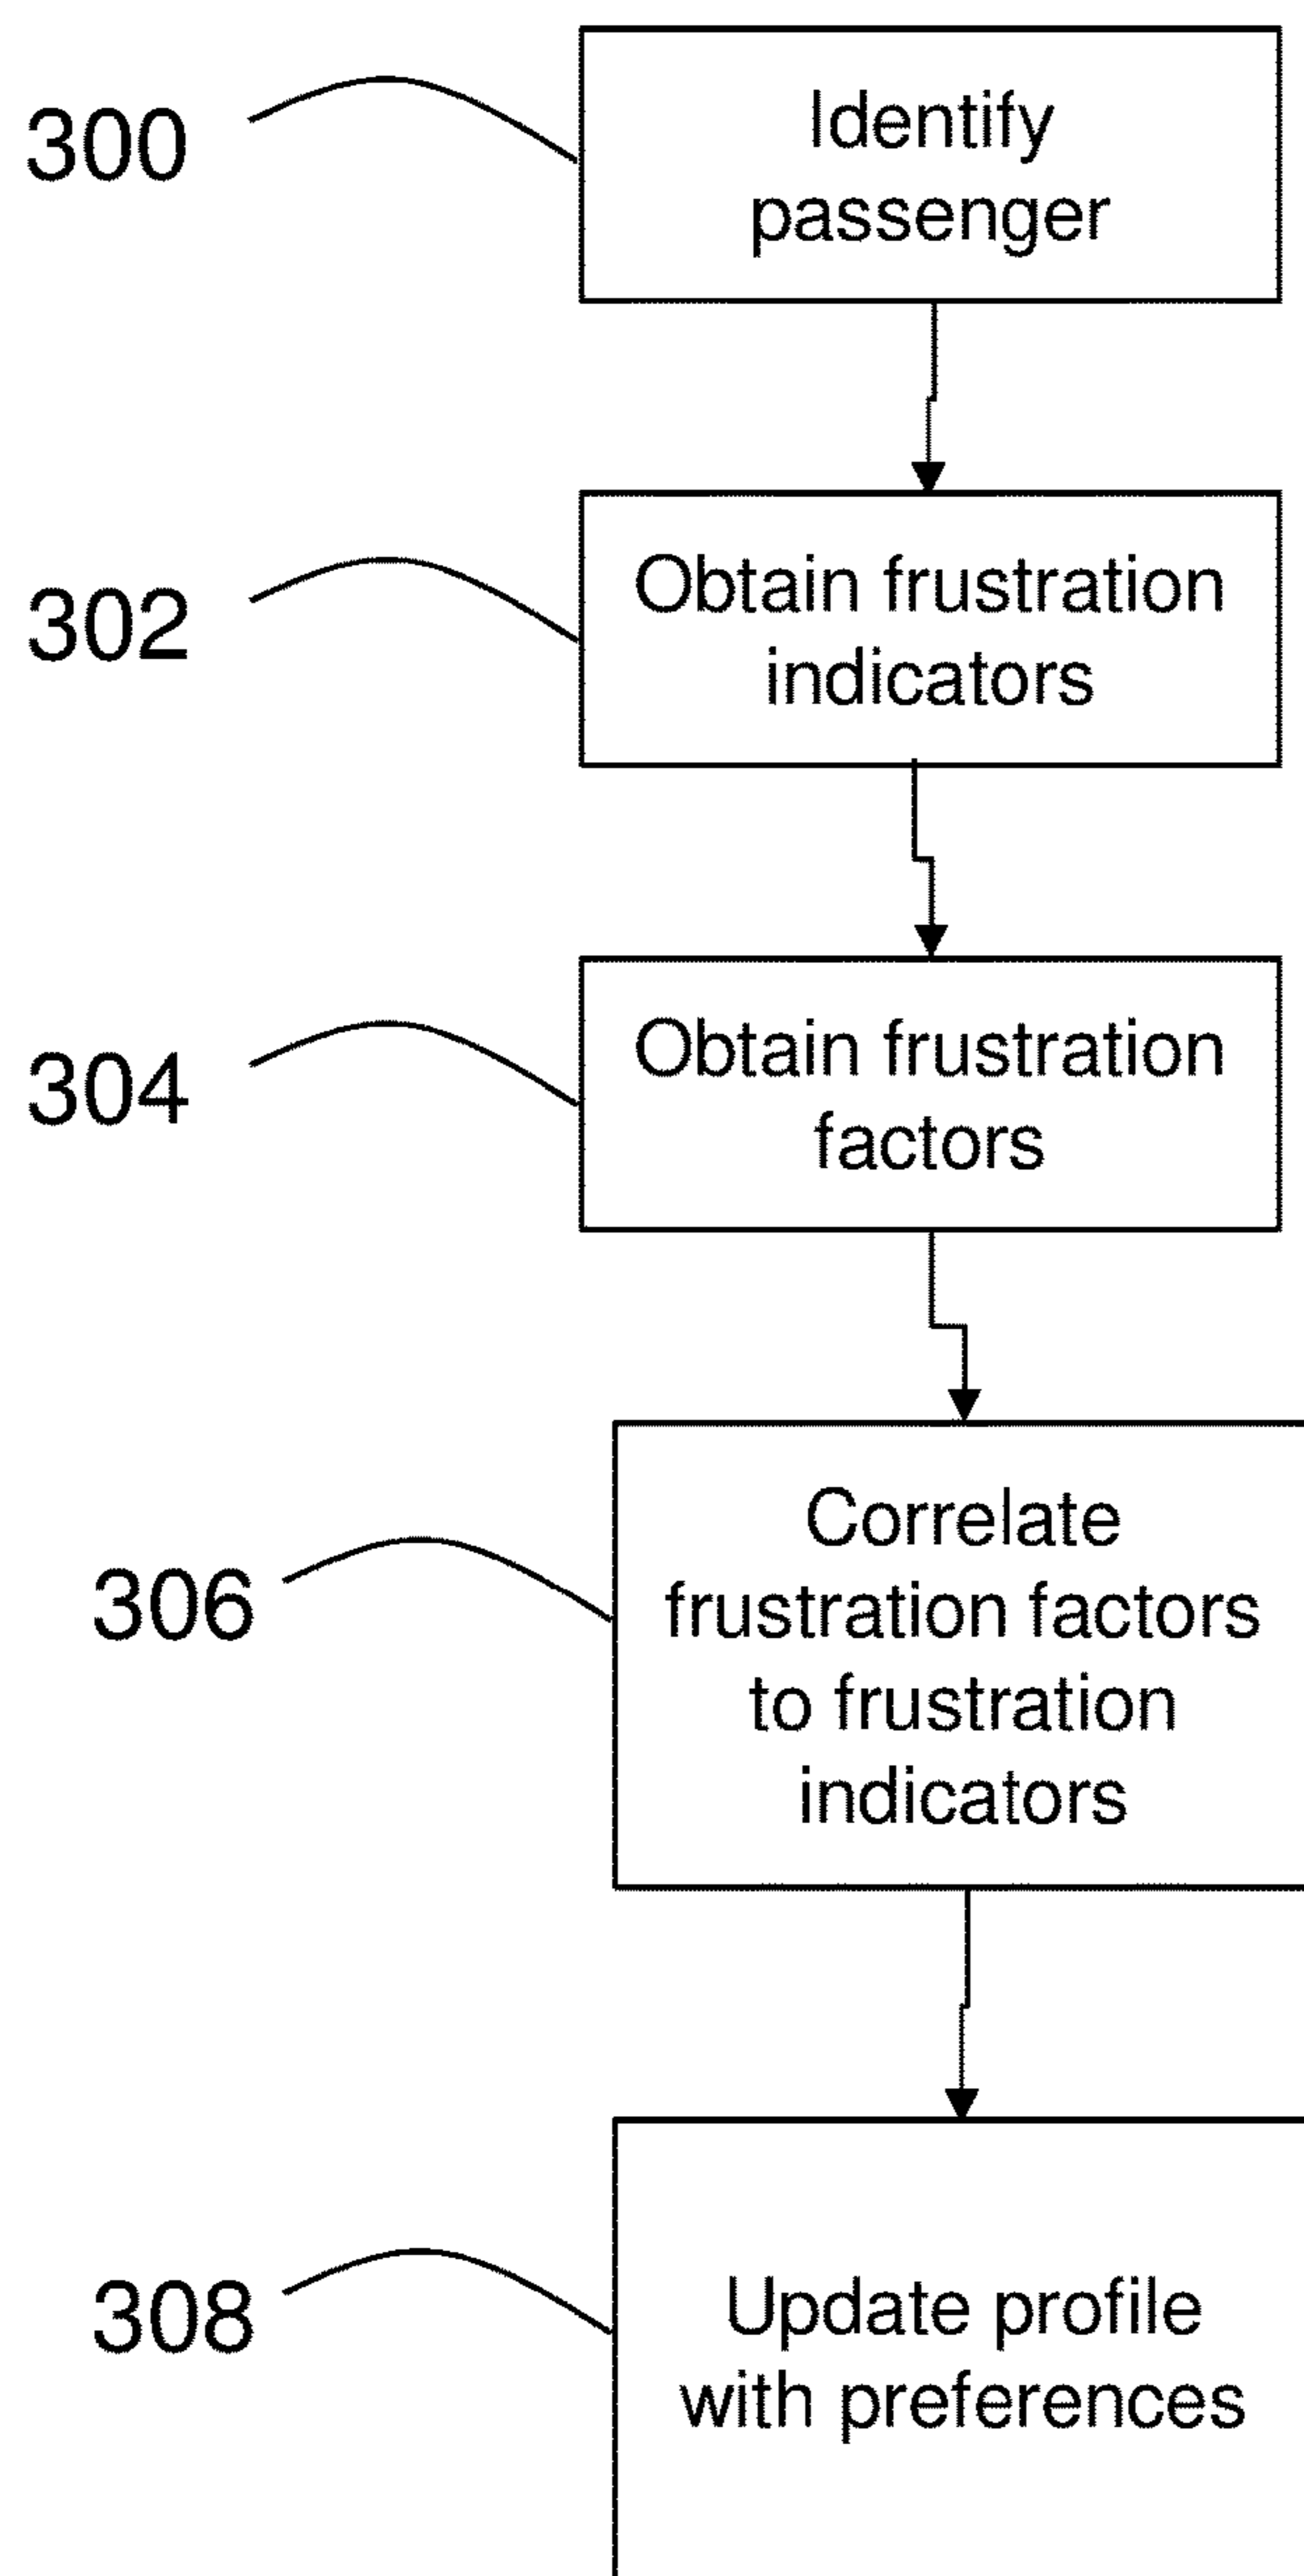 300
Identify
passenger
302
Obtain frustration
indicators
304
Obtain frustration
factors
306
Correlate
frustration factors
to frustration
indicators
308
Update profile
with preferences